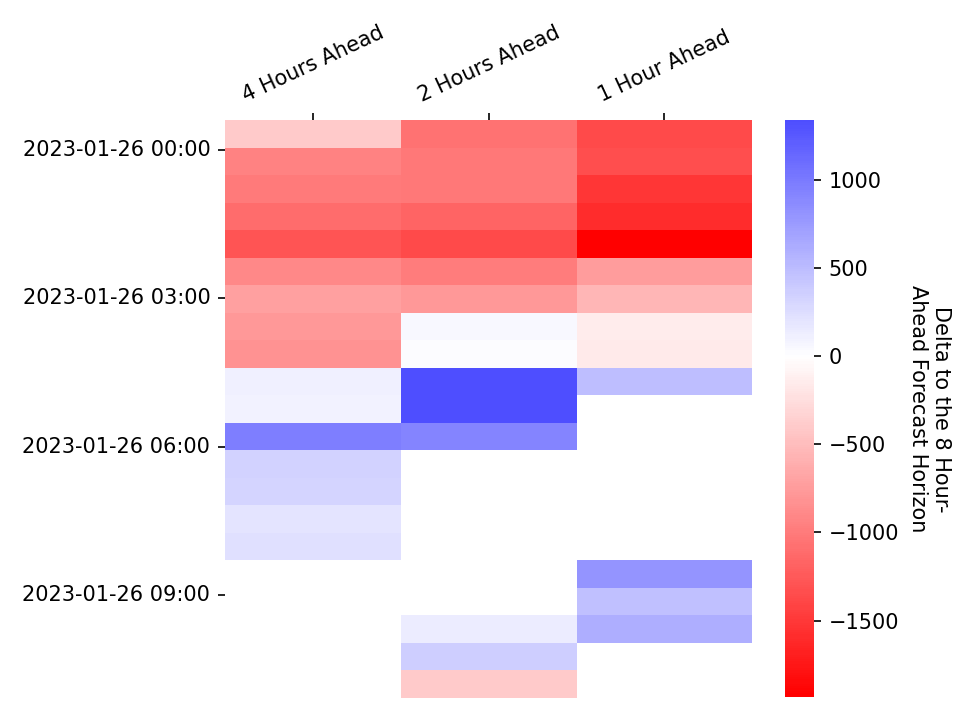 4 Hours Ahead
2 Hours Ahead
1 Hour Ahead
2023-01-26 00:00
2023-01-26 03:00
2023-01-26 06:00
2023-01-26 09:00
1000
500
0
−500
−1000
−1500
Delta to the 8 Hour-
Ahead Forecast Horizon